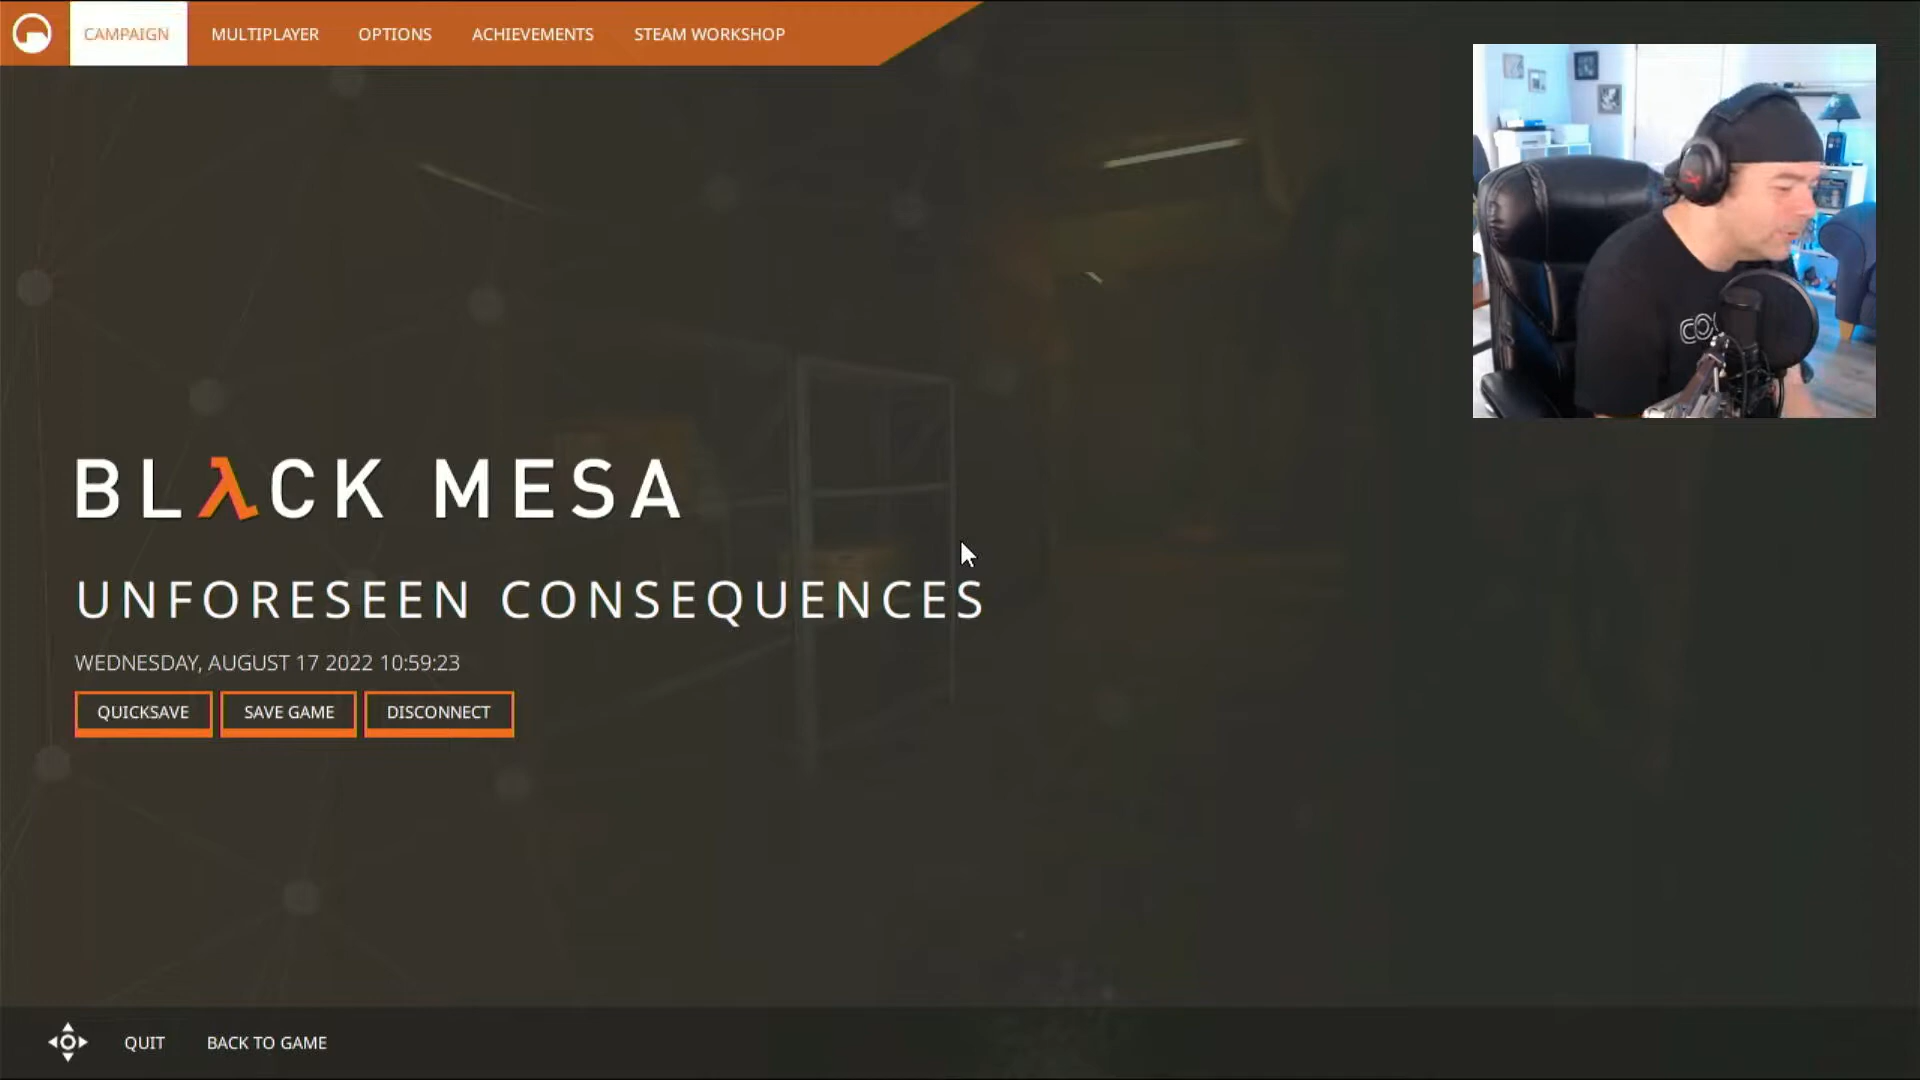 CAMPAIGN MULTIPLAYER OPTIONS ACHIEVEMENTS STEAM WORKSHOP
BLλCK MESA
UNFORESEEN CONSEQUENCES
WEDNESDAY, AUGUST 17 2022 10:59:23
QUICKSAVE SAVE GAME DISCONNECT
QUIT BACK TO GAME